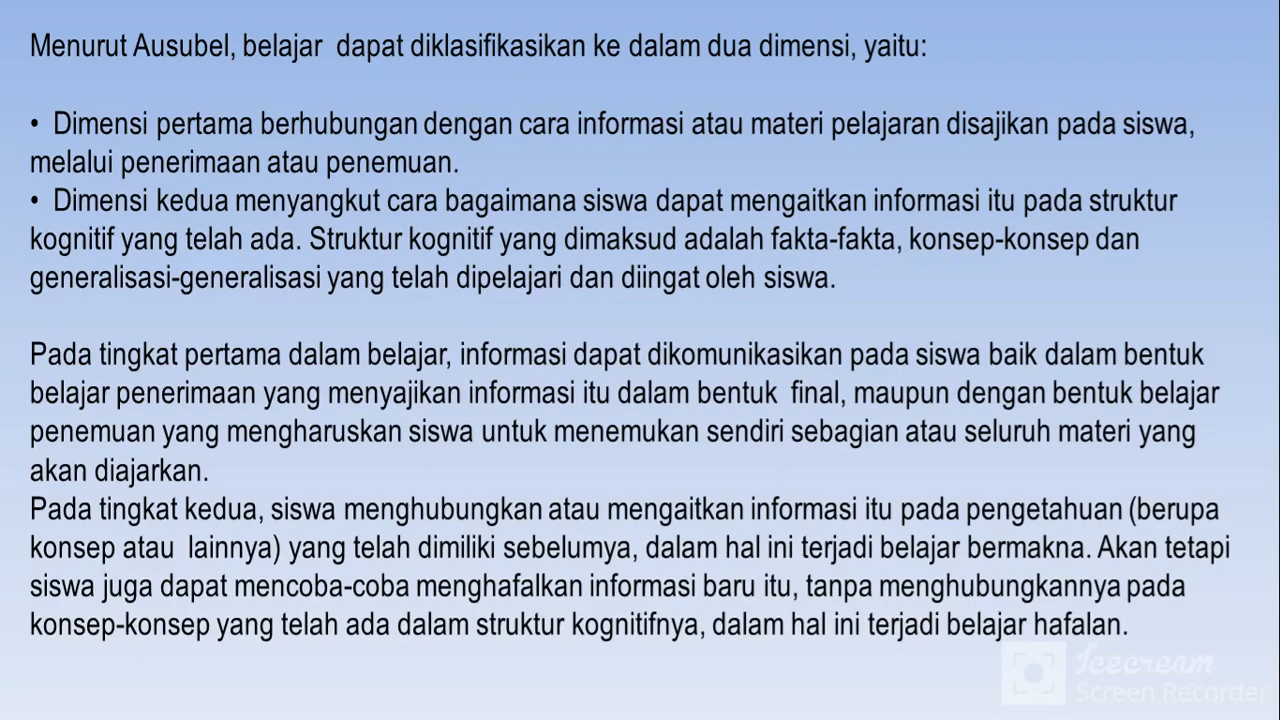 Menurut Ausubel, belajar dapat diklasifikasikan ke dalam dua dimensi, yaitu:
• Dimensi pertama berhubungan dengan cara informasi atau materi pelajaran disajikan pada siswa,
melalui penerimaan atau penemuan.
• Dimensi kedua menyangkut cara bagaimana siswa dapat mengaitkan informasi itu pada struktur
kognitif yang telah ada. Struktur kognitif yang dimaksud adalah fakta-fakta, konsep-konsep dan
generalisasi-generalisasi yang telah dipelajari dan diingat oleh siswa.
Pada tingkat pertama dalam belajar, informasi dapat dikomunikasikan pada siswa baik dalam bentuk
belajar penerimaan yang menyajikan informasi itu dalam bentuk final, maupun dengan bentuk belajar
penemuan yang mengharuskan siswa untuk menemukan sendiri sebagian atau seluruh materi yang
akan diajarkan.
Pada tingkat kedua, siswa menghubungkan atau mengaitkan informasi itu pada pengetahuan (berupa
konsep atau lainnya) yang telah dimiliki sebelumya, dalam hal ini terjadi belajar bermakna. Akan tetapi
siswa juga dapat mencoba-coba menghafalkan informasi baru itu, tanpa menghubungkannya pada
konsep-konsep yang telah ada dalam struktur kognitifnya, dalam hal ini terjadi belajar hafalan.
Icecream
Screen Recorder